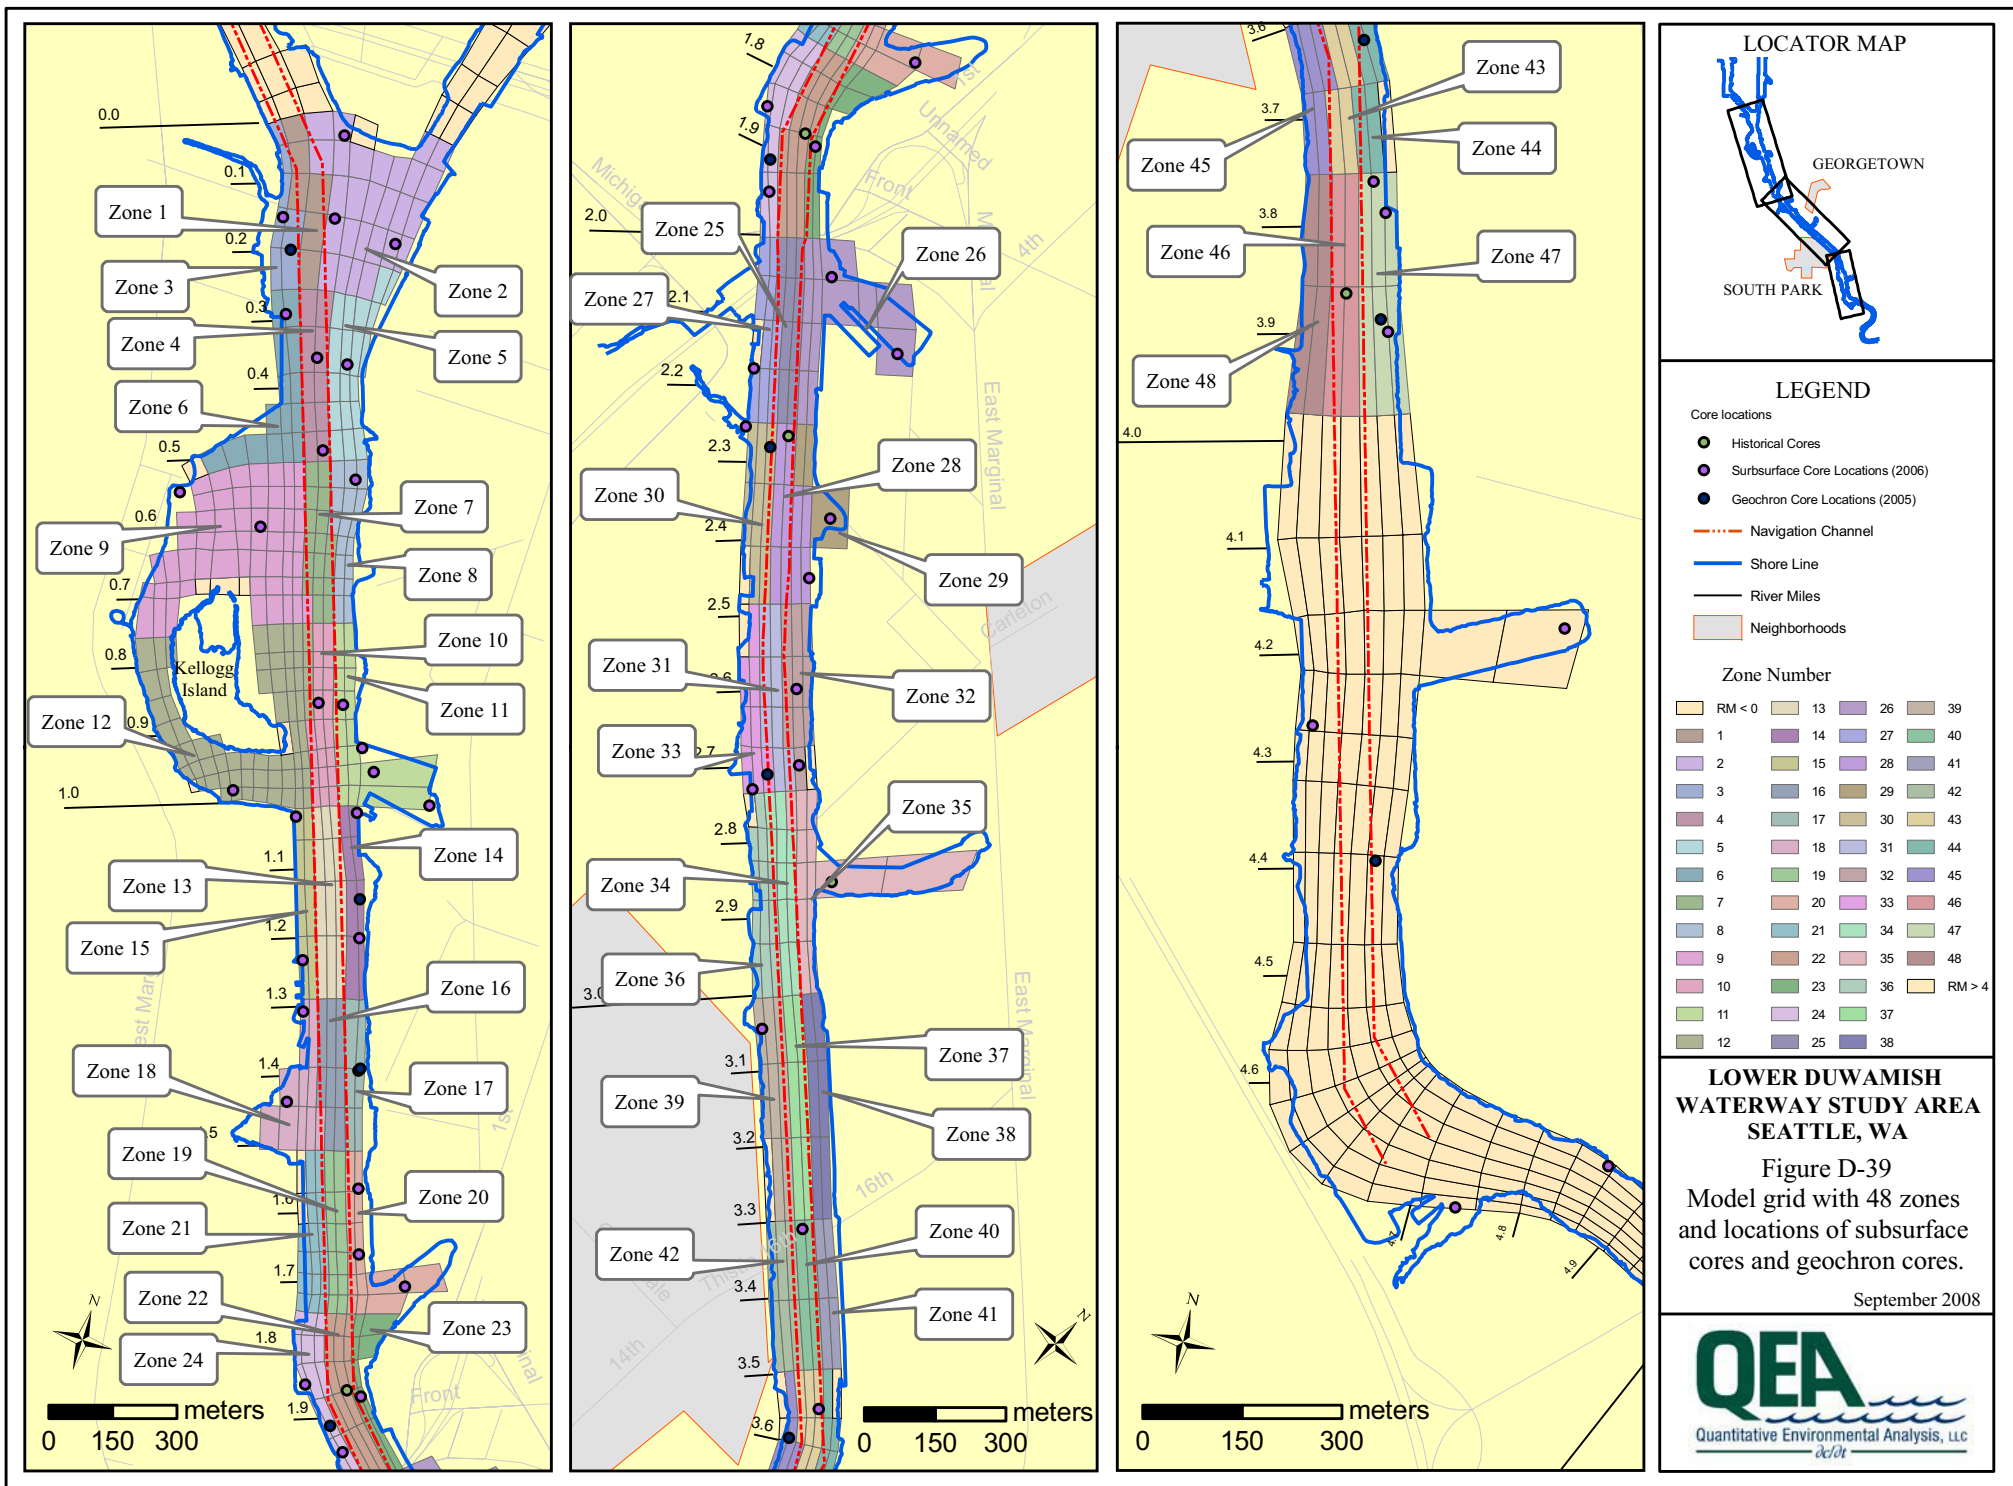 0.0
0.1
Zone 1
0.2
Zone 3
Zone 2
0.3
Zone 4
Zone 5
0.4
Zone 6
0.5
Zone 7
0.6
Zone 9
Zone 8
0.7
Zone 10
0.8
Kellogg
Island
Zone 11
Zone 12
0.9
1.0
Zone 14
1.1
Zone 13
1.2
Zone 15
Zone 16
1.3
Zone 18
1.4
Zone 17
Zone 19
1st
Zone 20
1.6
Zone 21
1.7
Zone 22
Zone 23
1.8
Zone 24
Front
1.9
N
meters
0 150 300
1.8
1.9
1st
Unnamed
Front
2.0
Zone 25
4th
Zone 26
Zone 27
2.1
2.2
East Marginal
2.3
Zone 28
Zone 30
2.4
Zone 29
2.5
Carleton
Zone 31
Zone 32
Zone 33
Zone 35
2.8
Zone 34
2.9
Zone 36
East Marginal
Zone 37
3.1
Zone 39
3.2
Zone 38
16th
3.3
Zone 42
Zone 40
3.4
Zone 41
14th
3.5
3.6
N
meters
0 150 300
3.6
Zone 43
3.7
Zone 45
Zone 44
3.8
Zone 46
Zone 47
3.9
Zone 48
4.0
4.1
4.2
4.3
4.4
4.5
4.6
4.7
4.8
4.9
N
meters
0 150 300
LOCATOR MAP
GEORGETOWN
SOUTH PARK
LEGEND
Core locations
Historical Cores
Surbsurface Core Locations (2006)
Geochron Core Locations (2005)
Navigation Channel
Shore Line
River Miles
Neighborhoods
Zone Number
RM < 0 13 26 39
1 14 27 40
2 15 28 41
3 16 29 42
4 17 30 43
5 18 31 44
6 19 32 45
7 20 33 46
8 21 34 47
9 22 35 48
10 23 36 RM > 4
11 24 37
12 25 38
LOWER DUWAMISH
WATERWAY STUDY AREA
SEATTLE, WA
Figure D-39
Model grid with 48 zones
and locations of subsurface
cores and geochron cores.
September 2008
QEA
Quantitative Environmental Analysis, LLC
∂c/∂t